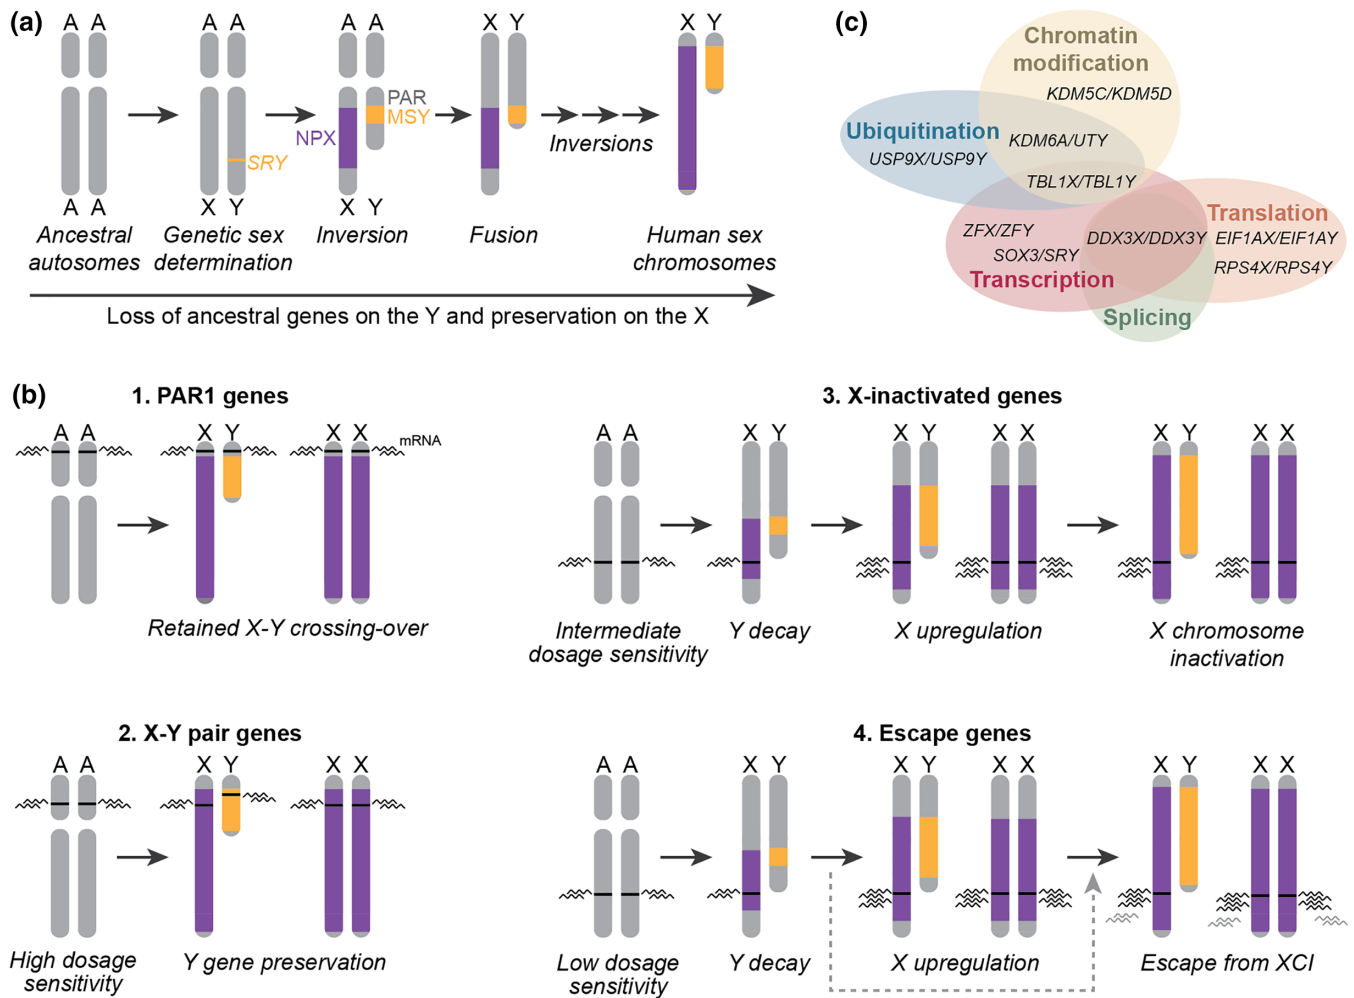 (a)
A A
A A
A A
X Y
X Y
A A
X Y
SRY
NPX
PAR
MSY
X Y
Inversions
Ancestral
autosomes
Genetic sex
determination
Inversion
Fusion
Human sex
chromosomes
Loss of ancestral genes on the Y and preservation on the X
(c)
Chromatin
modification
KDM5C/KDM5D
Ubiquitination
KDM6A/UTY
USP9X/USP9Y
TBL1X/TBL1Y
Translation
ZFX/ZFY
DDX3X/DDX3Y
EIF1AX/EIF1AY
SOX3/SRY
RPS4X/RPS4Y
Transcription
Splicing
(b)
1. PAR1 genes
A A
X Y
X X
mRNA
Retained X-Y crossing-over
2. X-Y pair genes
A A
X Y
X X
High dosage
sensitivity
Y gene preservation
3. X-inactivated genes
A A
X Y
X Y
X X
X Y
X X
Intermediate
dosage sensitivity
Y decay
X upregulation
X chromosome
inactivation
4. Escape genes
A A
X Y
X Y
X X
X Y
X X
Low dosage
sensitivity
Y decay
X upregulation
Escape from XCI